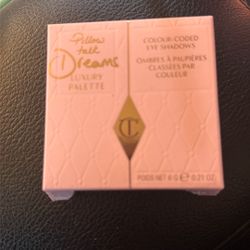 Pillow
talk
Dreams
LUXURY
PALETTE
COLOUR-CODED
EYE SHADOWS
OMBRES À PAUPIÈRES
CLASSÉES PAR
COULEUR
CT
POIDS NET 6 G ℮ 0.21 OZ